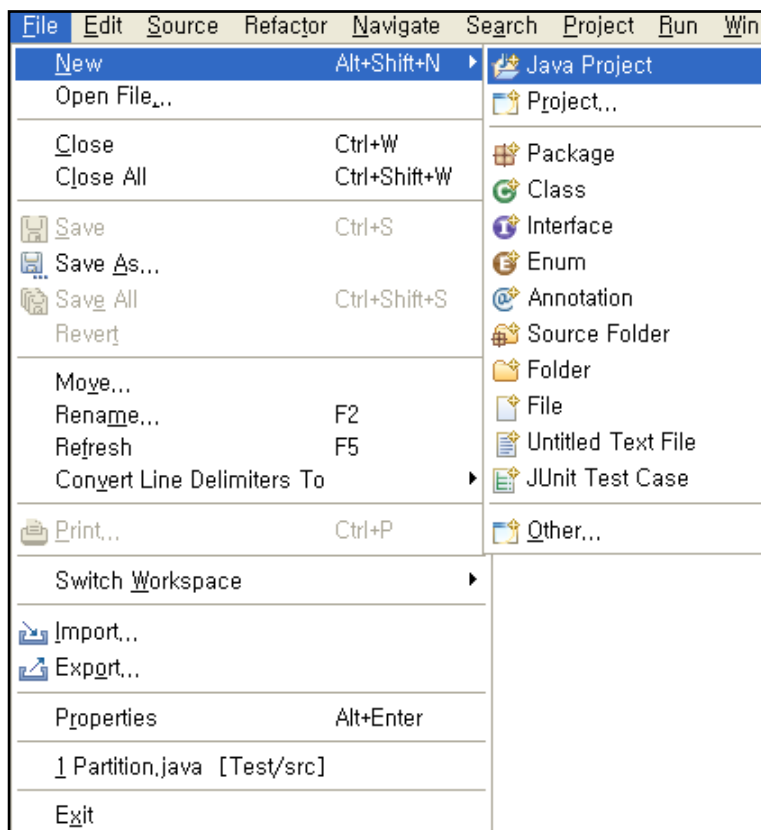 File Edit Source Refactor Navigate Search Project Run Win
New Alt+Shift+N
Open File...
Close Ctrl+W
Close All Ctrl+Shift+W
Save Ctrl+S
Save As...
Save All Ctrl+Shift+S
Revert
Move...
Rename... F2
Refresh F5
Convert Line Delimiters To
Print... Ctrl+P
Switch Workspace
Import...
Export...
Properties Alt+Enter
1 Partition.java [Test/src]
Exit
Java Project
Project...
Package
Class
Interface
Enum
Annotation
Source Folder
Folder
File
Untitled Text File
JUnit Test Case
Other...